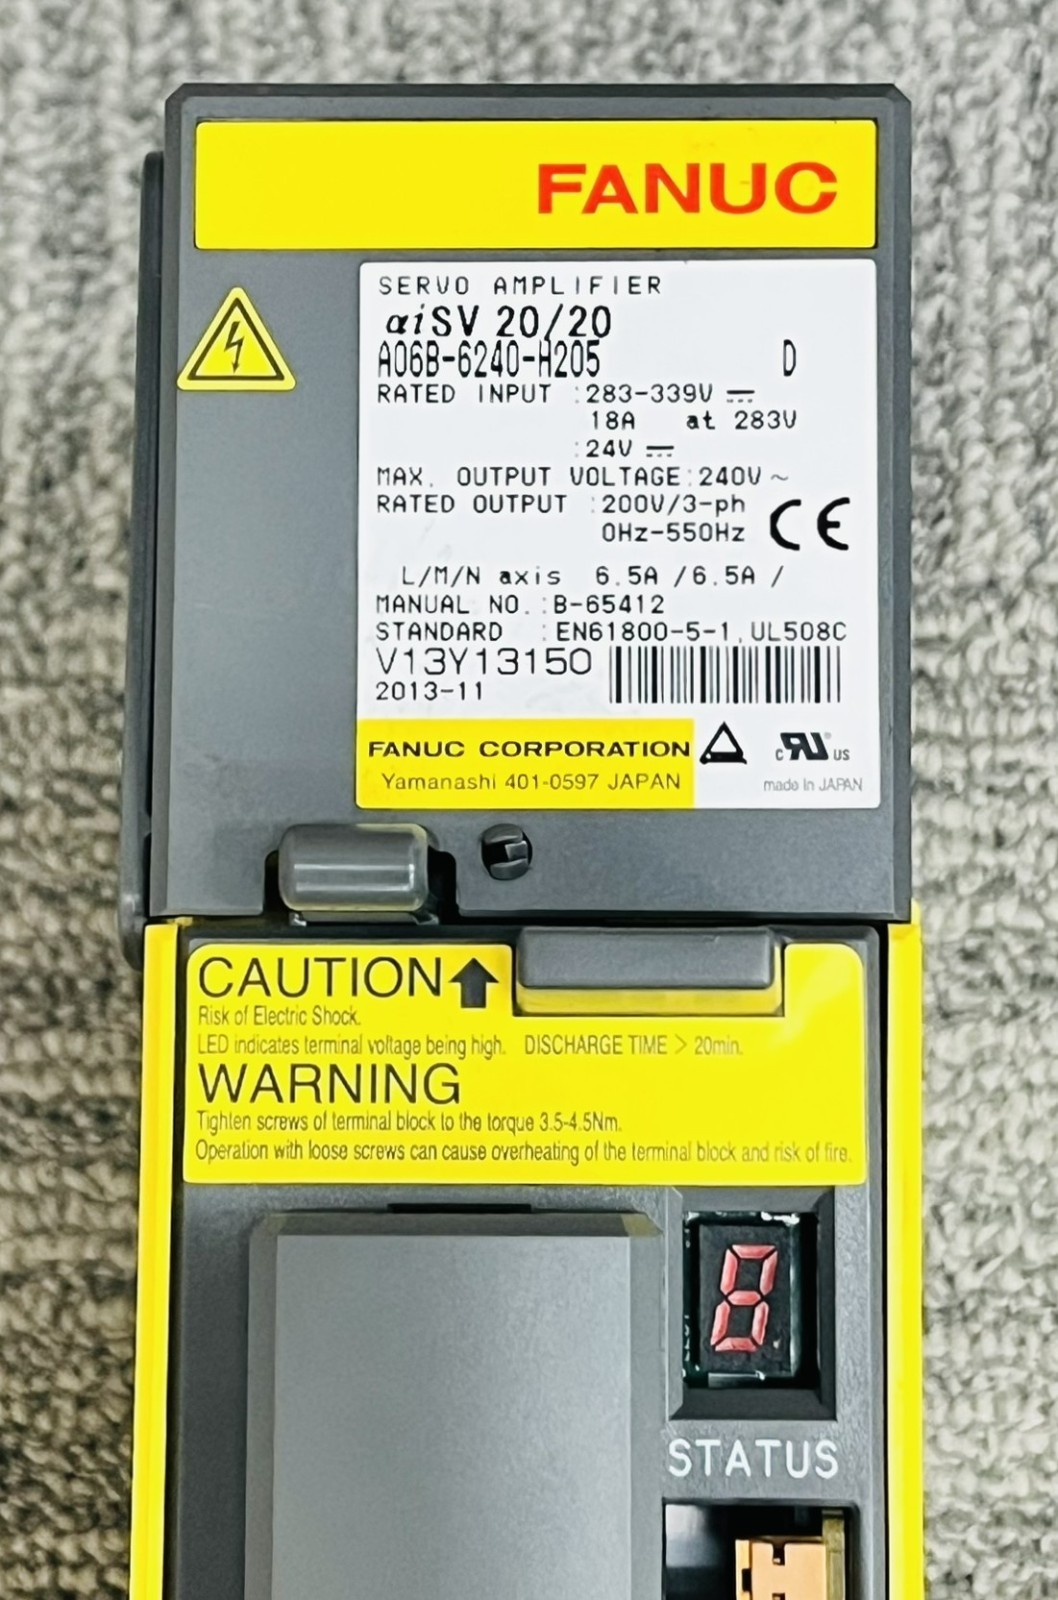 FANUC
SERVO AMPLIFIER
αiSV 20/20
A06B-6240-H205 D
RATED INPUT :283-339V ⎓
18A at 283V
:24V ⎓
MAX. OUTPUT VOLTAGE:240V~
RATED OUTPUT :200V/3-ph
0Hz-550Hz
CE
L/M/N axis 6.5A /6.5A /
MANUAL NO. :B-65412
STANDARD :EN61800-5-1,UL508C
V13Y13150
2013-11
FANUC CORPORATION
Yamanashi 401-0597 JAPAN
c RU ® US
made in JAPAN
CAUTION
Risk of Electric Shock.
LED indicates terminal voltage being high. DISCHARGE TIME > 20min.
WARNING
Tighten screws of terminal block to the torque 3.5-4.5Nm.
Operation with loose screws can cause overheating of the terminal block and risk of fire.
8
STATUS